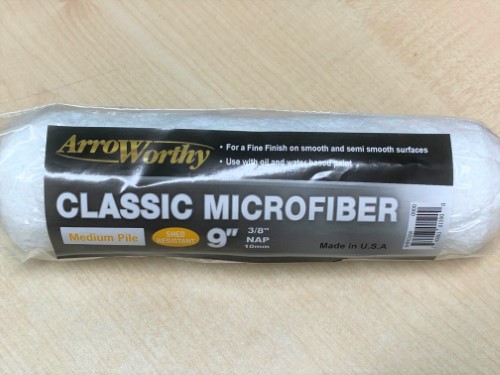 ArroWorthy
• For a Fine Finish on smooth and semi smooth surfaces
• Use with oil and water based paint
CLASSIC MICROFIBER
Medium Pile
SHED RESISTANT
9"
3/8" NAP 10mm
Made in U.S.A